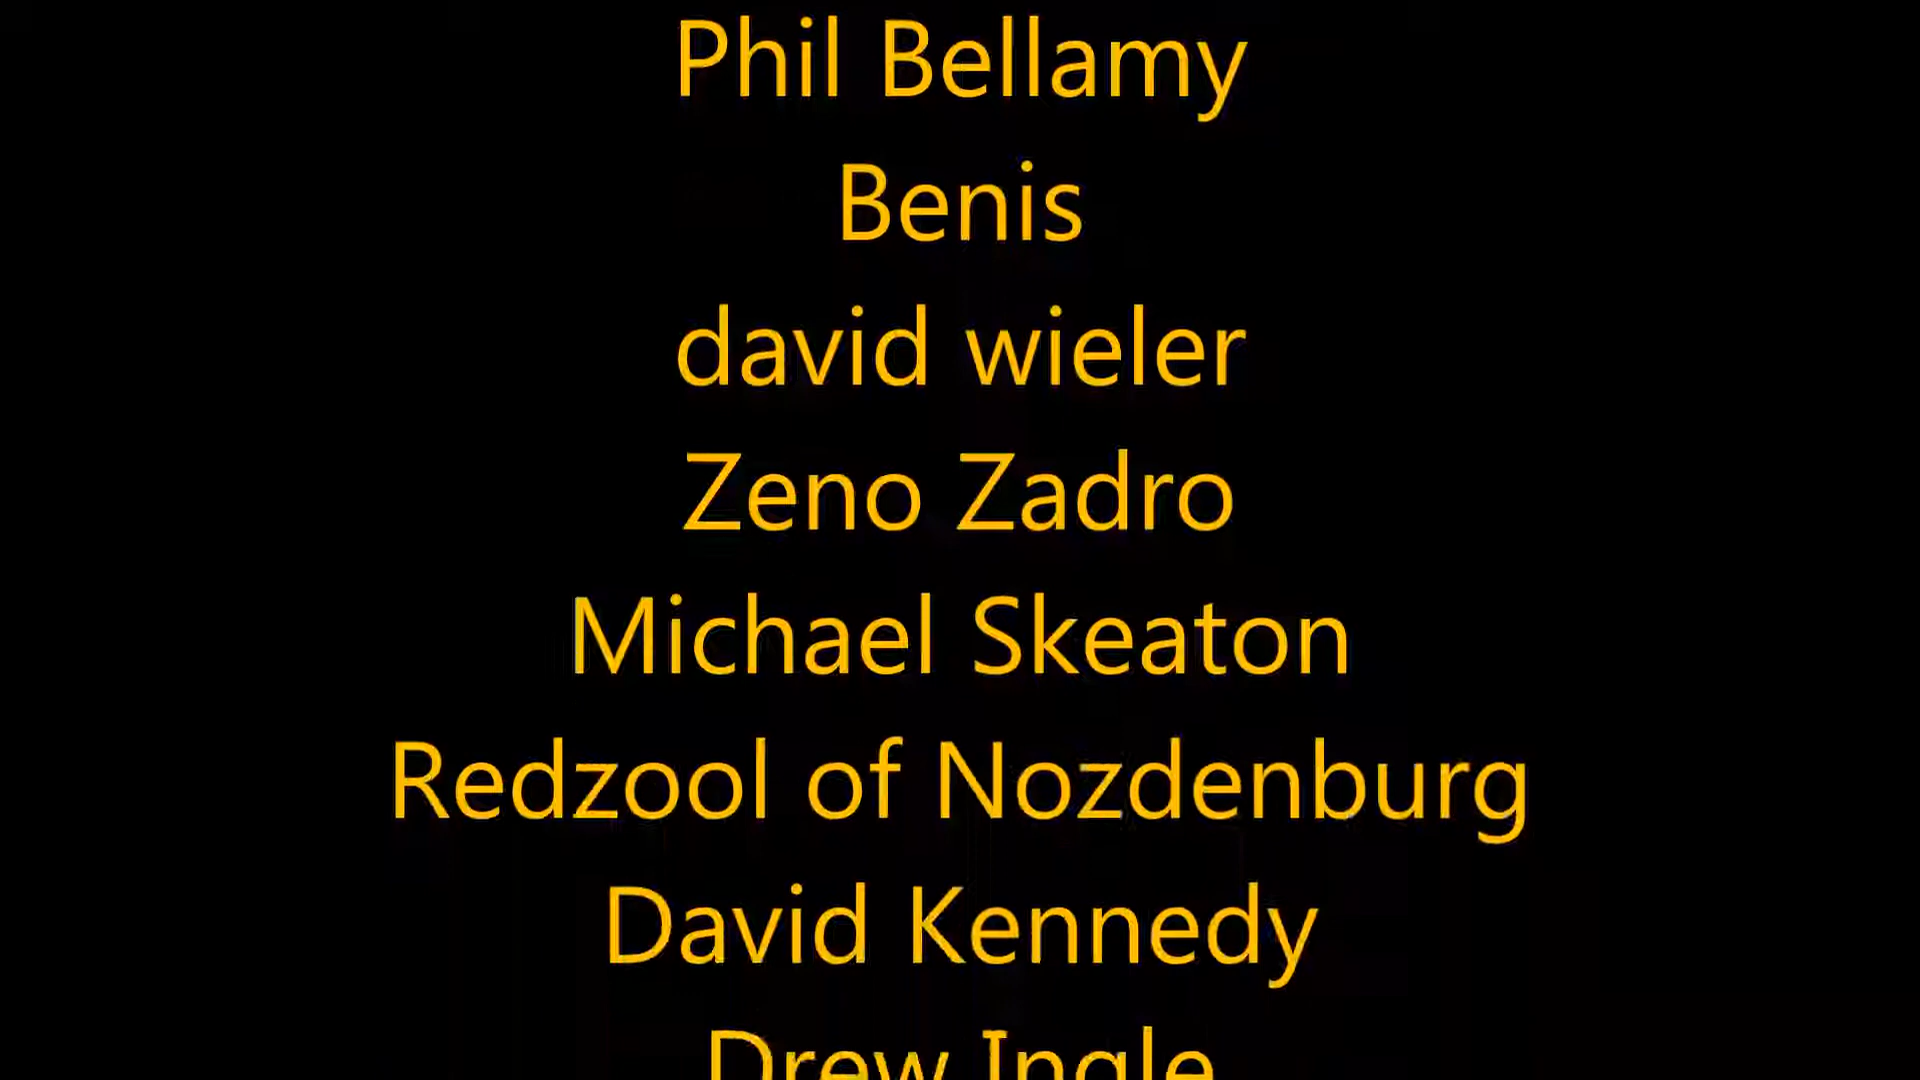 Phil Bellamy
Benis
david wieler
Zeno Zadro
Michael Skeaton
Redzool of Nozdenburg
David Kennedy
Drew Ingle